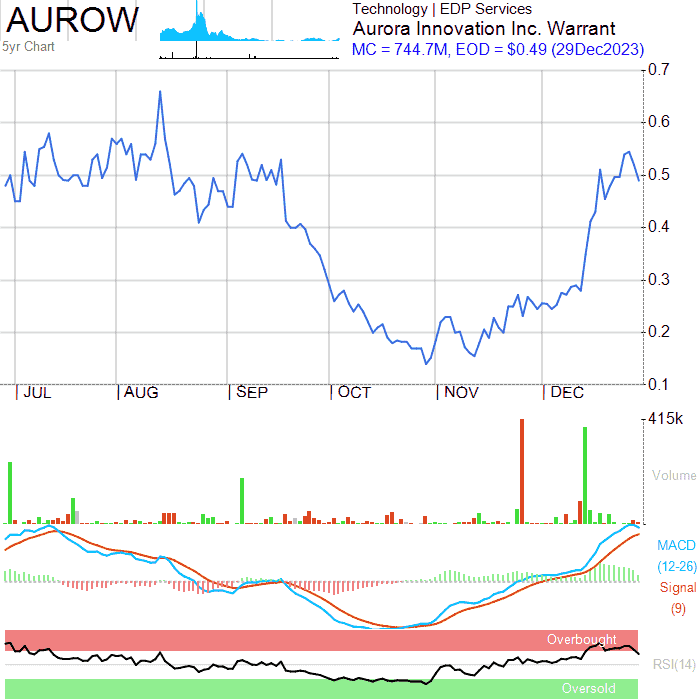 AUROW
5yr Chart
Technology | EDP Services
Aurora Innovation Inc. Warrant
MC = 744.7M, EOD = $0.49 (29Dec2023)
0.7
0.6
0.5
0.4
0.3
0.2
0.1
JUL AUG SEP OCT NOV DEC
415k
Volume
MACD
(12-26)
Signal
(9)
Overbought
RSI(14)
Oversold